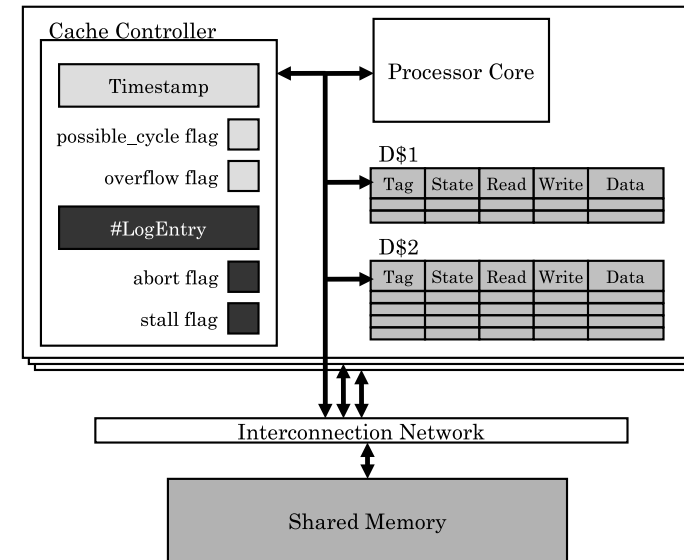 Cache Controller
Timestamp
possible_cycle flag
overflow flag
#LogEntry
abort flag
stall flag
Processor Core
D$1
Tag State Read Write Data
D$2
Tag State Read Write Data
Interconnection Network
Shared Memory